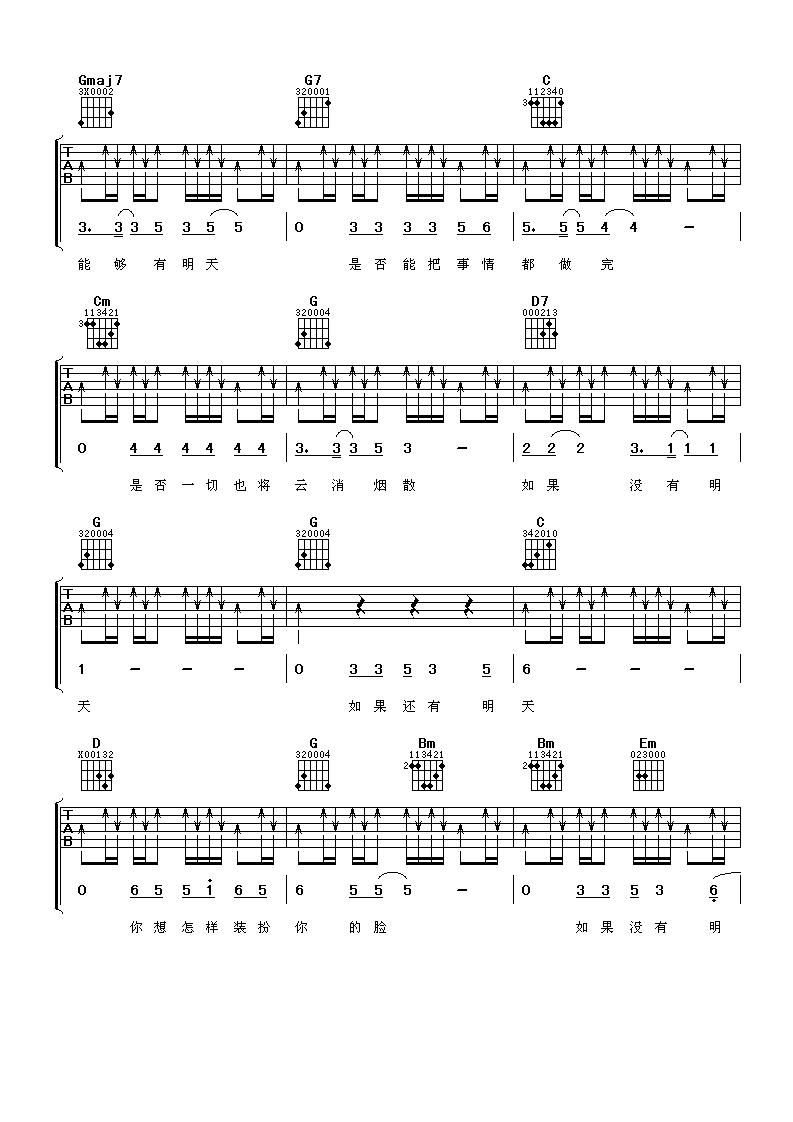 Gmaj7 G7 C
3X0002 320001 3 112340
T A B
3. 3 3 5 3 5 5 0 3 3 3 3 5 6 5. 5 5 4 4 -
能 够 有 明 天 是 否 能 把 事 情 都 做 完
Cm G D7
3 113421 320004 000213
T A B
0 4 4 4 4 4 4 3. 3 3 5 3 - 2 2 2 3. 1 1 1
是 否 一 切 也 将 云 消 烟 散 如 果 没 有 明
G G C
320004 320004 342010
T A B
1 - - - 0 3 3 5 3 5 6 - - -
天 如 果 还 有 明 天
D G Bm Bm Em
X00132 320004 2 113421 2 113421 023000
T A B
0 6 5 5 1 6 5 6 5 5 5 - 0 3 3 5 3 6
你 想 怎 样 装 扮 你 的 脸 如 果 没 有 明